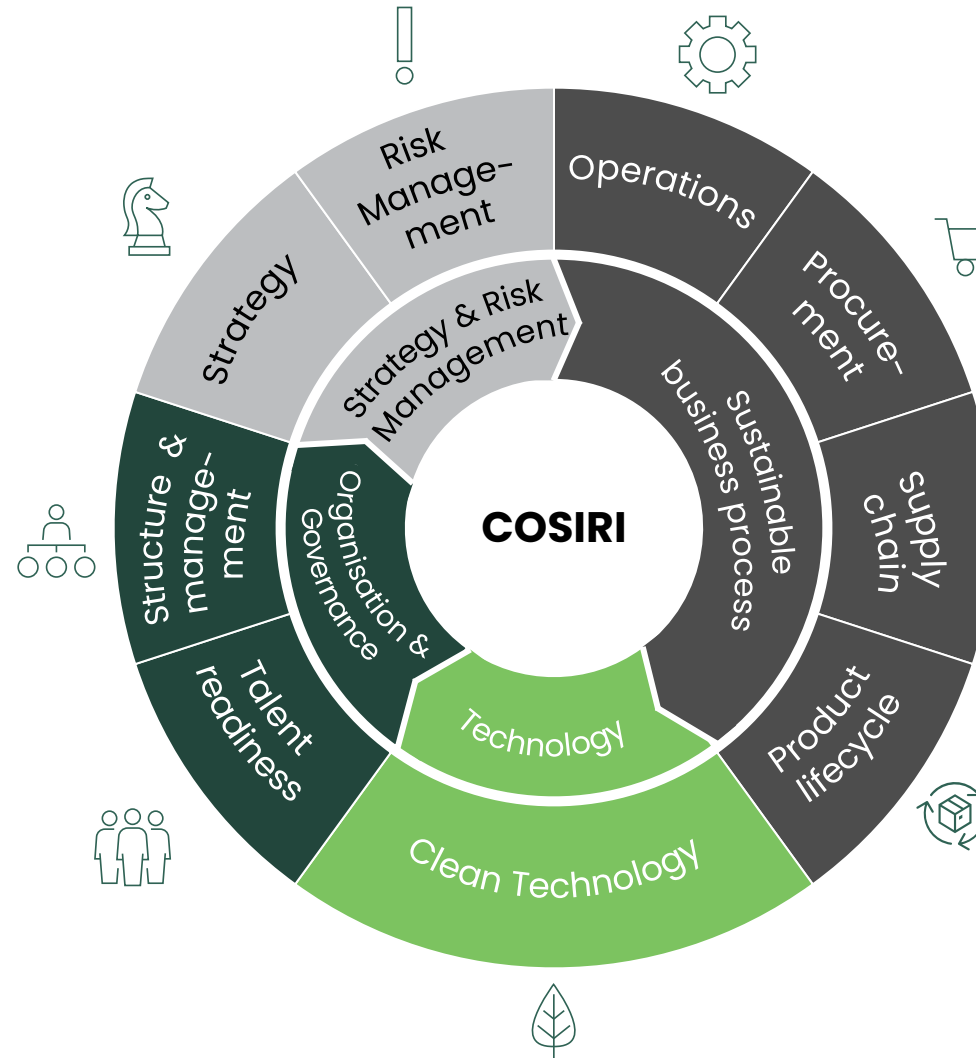 Risk
Manage-
ment
Operations
Procure-
ment
Supply
chain
Product
lifecycle
Clean Technology
Talent
readiness
Structure &
manage-
ment
Strategy
Strategy & Risk
Management
Sustainable
business process
Technology
Organisation &
Governance
COSIRI